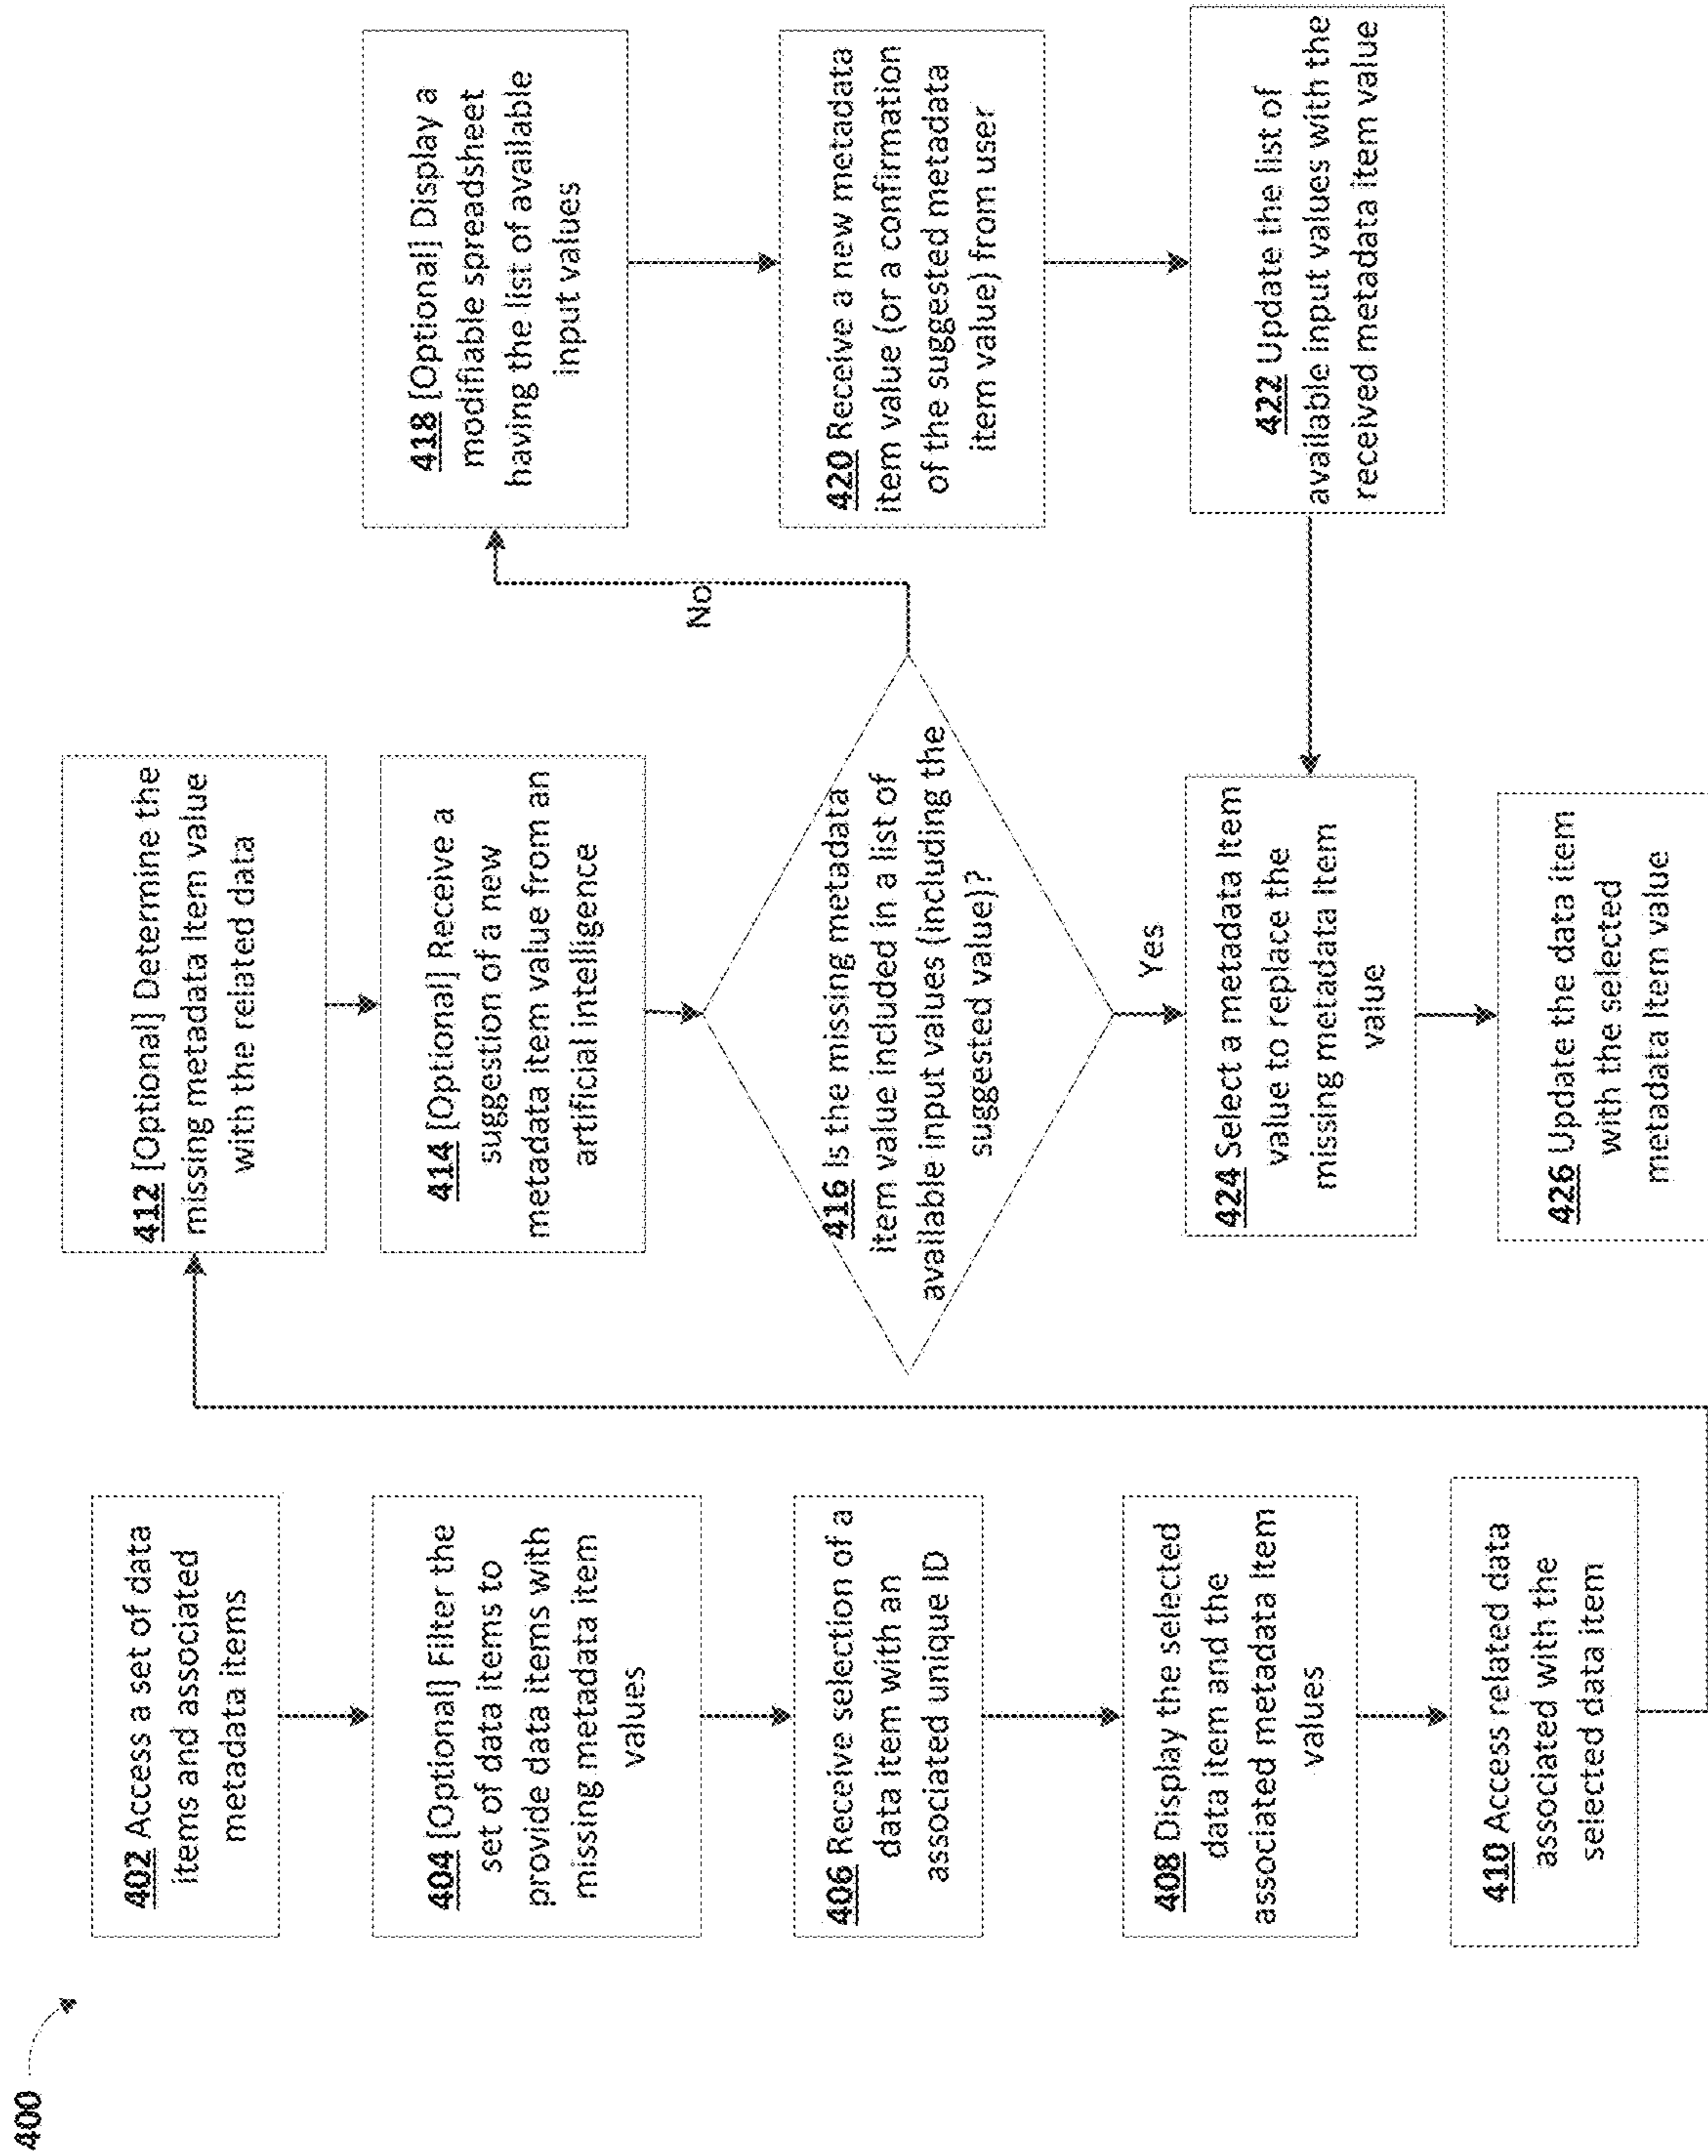 400
402 Access a set of data
items and associated
metadata items
404 [Optional] Filter the
set of data items to
provide data items with
missing metadata item
values
406 Receive selection of a
data item with an
associated unique ID
408 Display the selected
data item and the
associated metadata item
values
410 Access related data
associated with the
selected data item
412 [Optional] Determine the
missing metadata item value
with the related data
414 [Optional] Receive a
suggestion of a new
metadata item value from an
artificial intelligence
416 Is the missing metadata
item value included in a list of
available input values (including the
suggested value)?
No
Yes
418 [Optional] Display a
modifiable spreadsheet
having the list of available
input values
420 Receive a new metadata
item value (or a confirmation
of the suggested metadata
item value) from user
422 Update the list of
available input values with the
received metadata item value
424 Select a metadata item
value to replace the
missing metadata item
value
426 Update the data item
with the selected
metadata item value